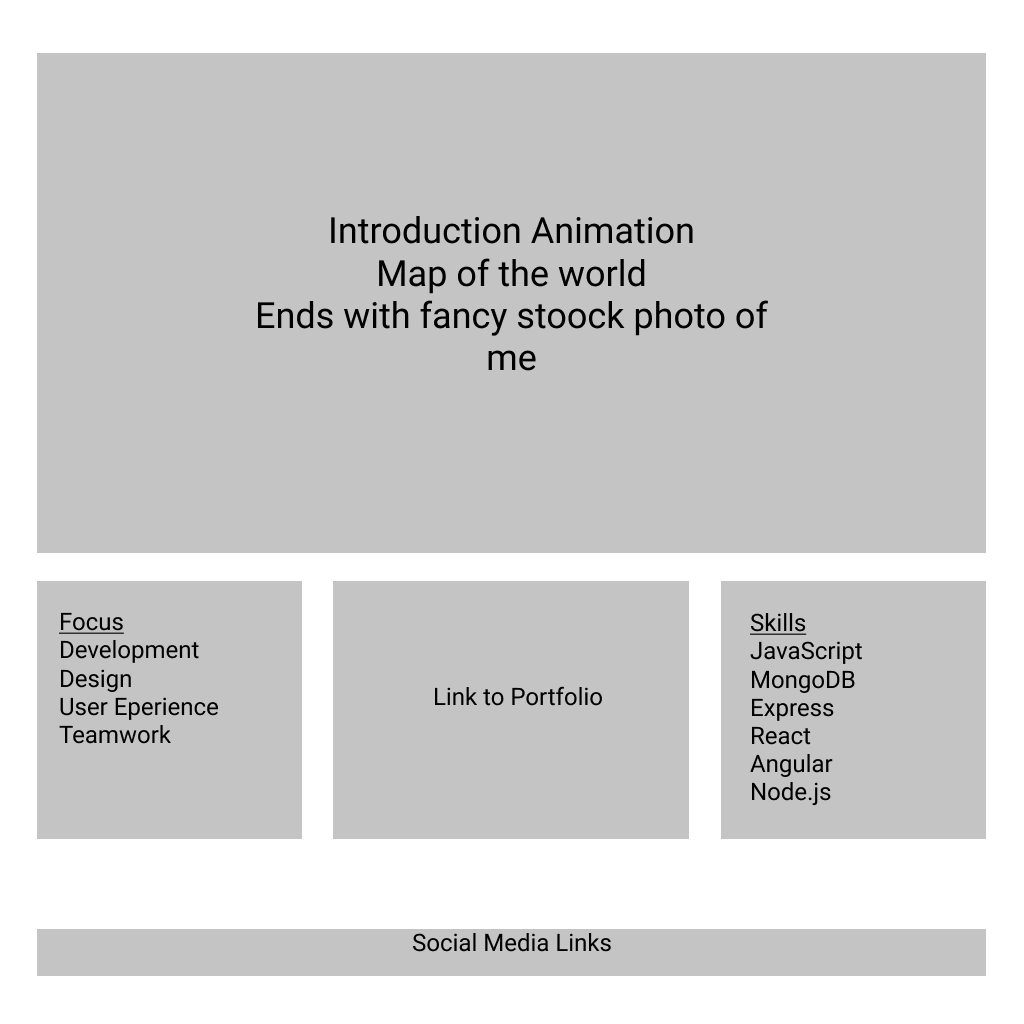 Introduction Animation
Map of the world
Ends with fancy stoock photo of
me
Focus
Development
Design
User Eperience
Teamwork
Link to Portfolio
Skills
JavaScript
MongoDB
Express
React
Angular
Node.js
Social Media Links